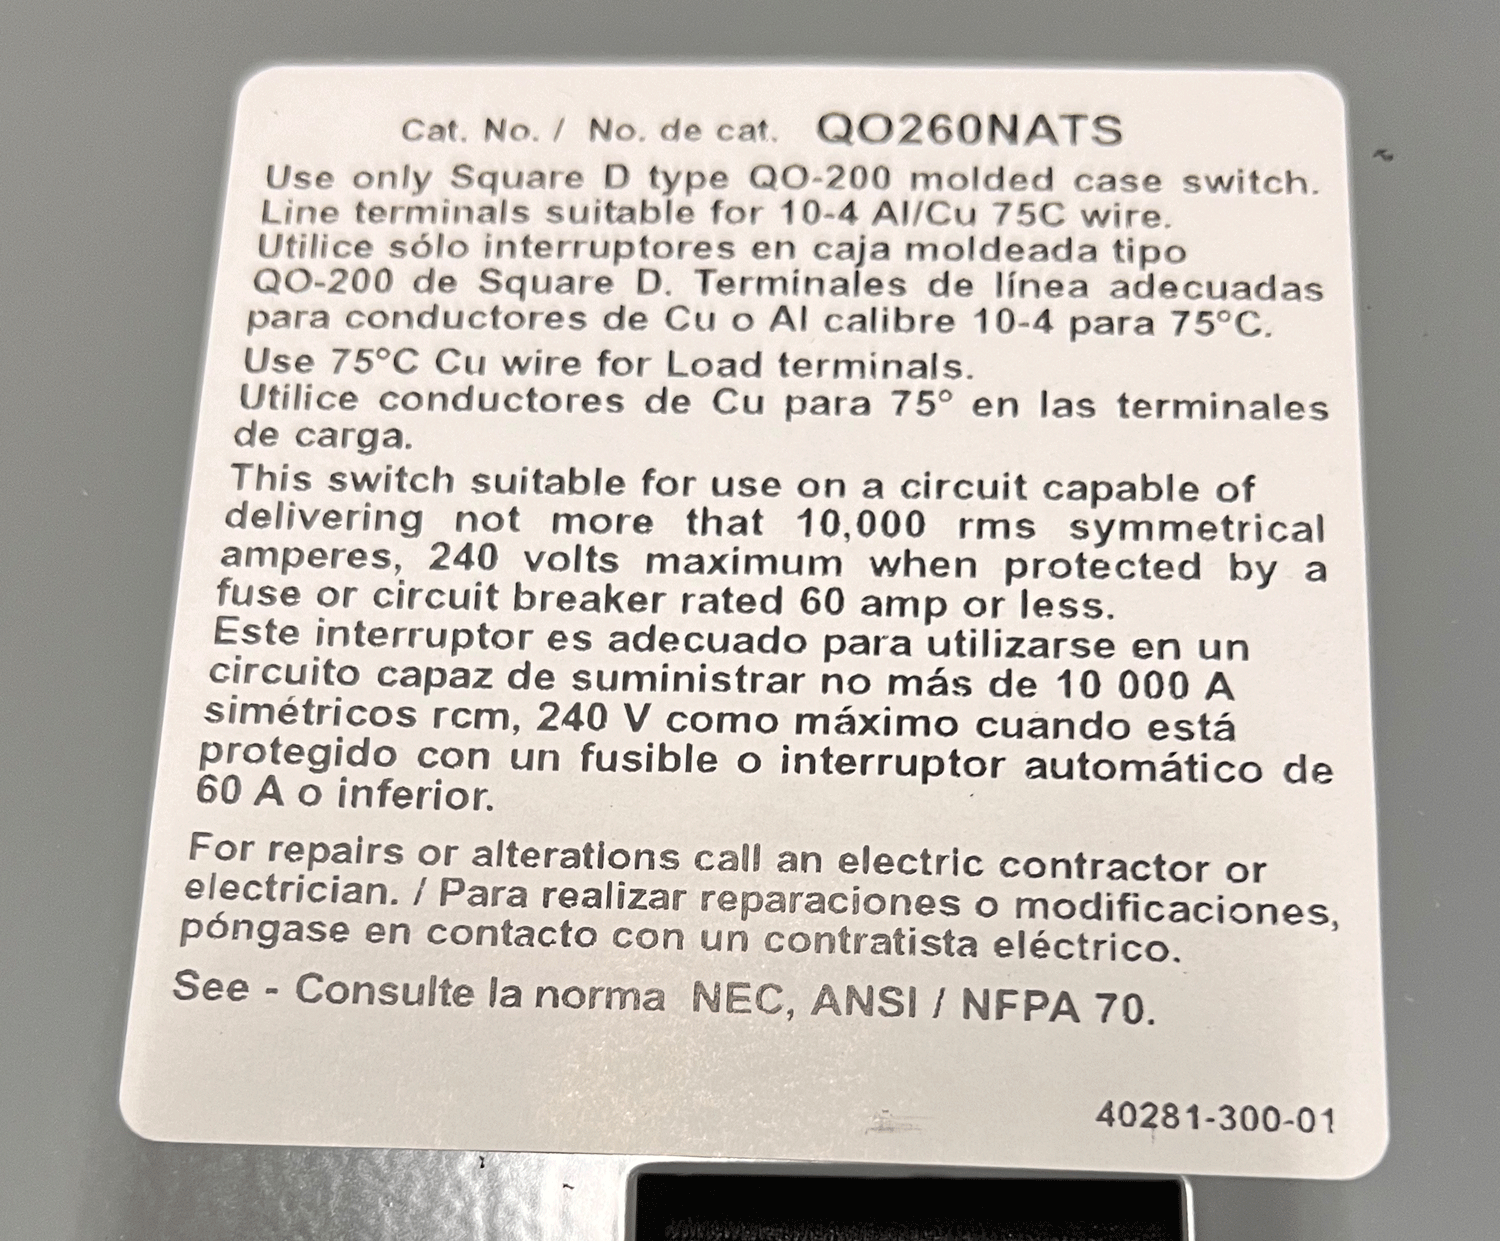 Cat. No. / No. de cat. QO260NATS
Use only Square D type QO-200 molded case switch.
Line terminals suitable for 10-4 Al/Cu 75C wire.
Utilice sólo interruptores en caja moldeada tipo
QO-200 de Square D. Terminales de línea adecuadas
para conductores de Cu o Al calibre 10-4 para 75°C.
Use 75°C Cu wire for Load terminals.
Utilice conductores de Cu para 75° en las terminales
de carga.
This switch suitable for use on a circuit capable of
delivering not more that 10,000 rms symmetrical
amperes, 240 volts maximum when protected by a
fuse or circuit breaker rated 60 amp or less.
Este interruptor es adecuado para utilizarse en un
circuito capaz de suministrar no más de 10 000 A
simétricos rcm, 240 V como máximo cuando está
protegido con un fusible o interruptor automático de
60 A o inferior.
For repairs or alterations call an electric contractor or
electrician. / Para realizar reparaciones o modificaciones,
póngase en contacto con un contratista eléctrico.
See - Consulte la norma NEC, ANSI / NFPA 70.
40281-300-01